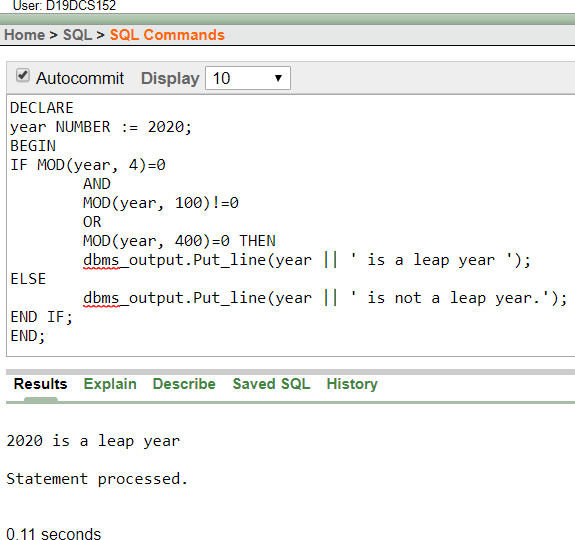 User: D19DCS152
Home > SQL > SQL Commands
Autocommit Display 10
DECLARE
year NUMBER := 2020;
BEGIN
IF MOD(year, 4)=0
AND
MOD(year, 100)!=0
OR
MOD(year, 400)=0 THEN
dbms_output.Put_line(year || ' is a leap year ');
ELSE
dbms_output.Put_line(year || ' is not a leap year.');
END IF;
END;
Results Explain Describe Saved SQL History
2020 is a leap year
Statement processed.
0.11 seconds